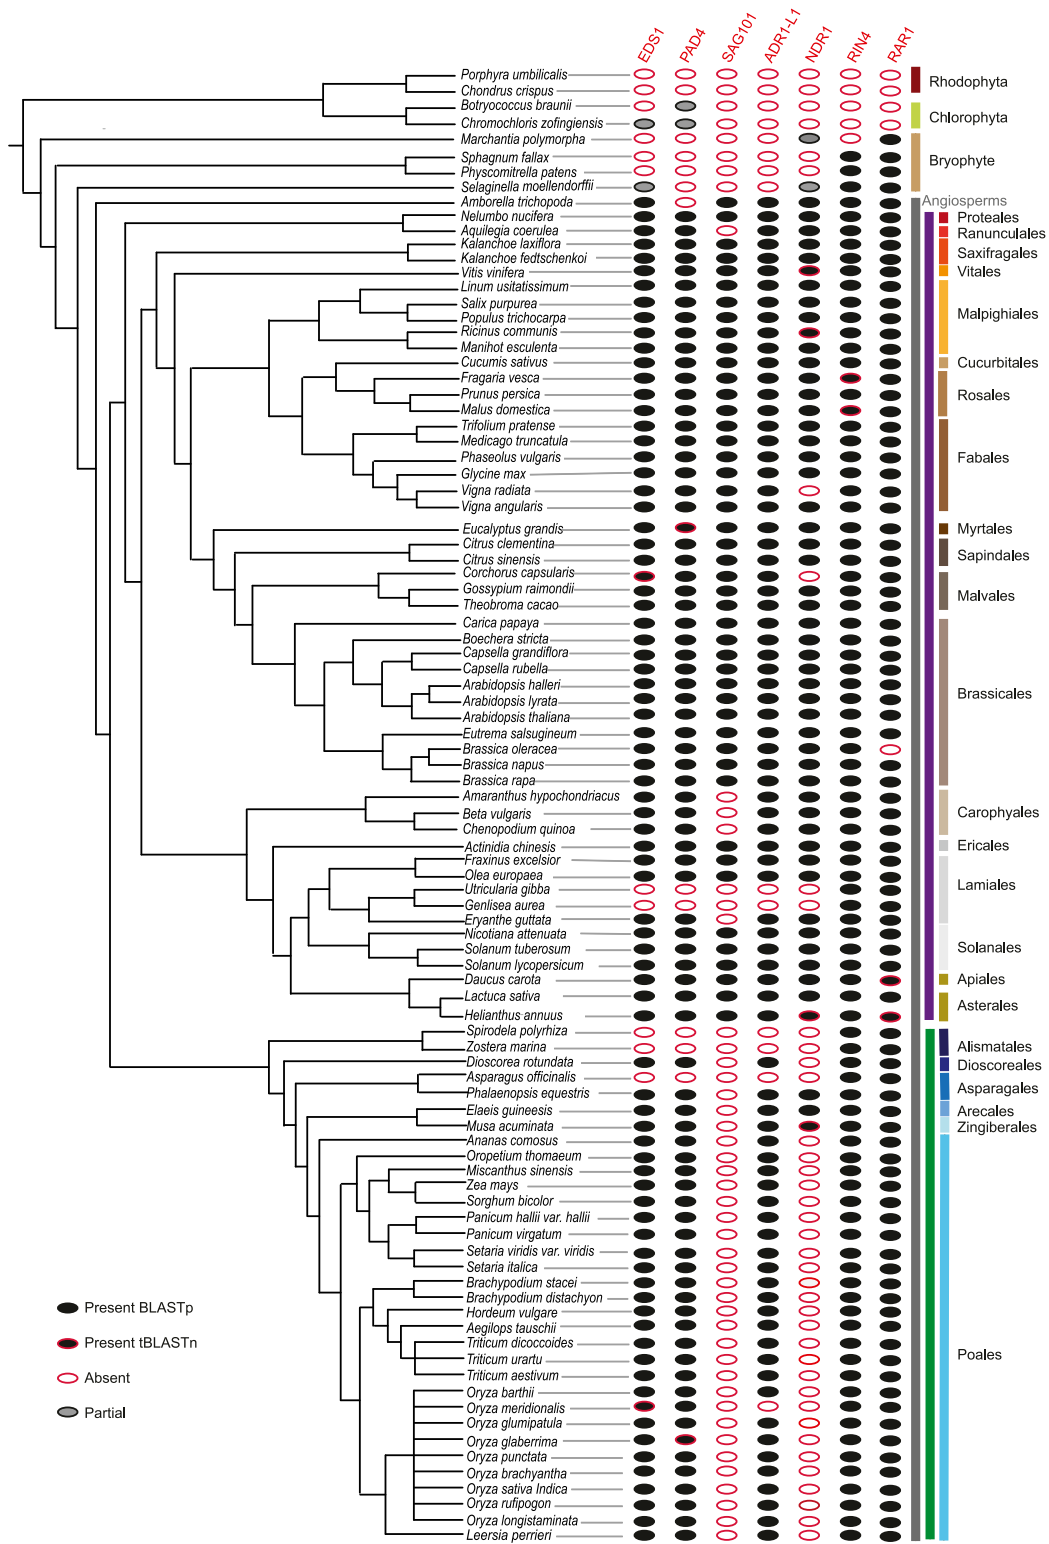 EDS1
PAD4
SAG101
ADR1-L1
NDR1
RIN4
RAR1
Porphyra umbilicalis
Chondrus crispus
Botryococcus braunii
Chromochloris zofingiensis
Marchantia polymorpha
Sphagnum fallax
Physcomitrella patens
Selaginella moellendorffii
Amborella trichopoda
Nelumbo nucifera
Aquilegia coerulea
Kalanchoe laxiflora
Kalanchoe fedtschenkoi
Vitis vinifera
Linum usitatissimum
Salix purpurea
Populus trichocarpa
Ricinus communis
Manihot esculenta
Cucumis sativus
Fragaria vesca
Prunus persica
Malus domestica
Trifolium pratense
Medicago truncatula
Phaseolus vulgaris
Glycine max
Vigna radiata
Vigna angularis
Eucalyptus grandis
Citrus clementina
Citrus sinensis
Corchorus capsularis
Gossypium raimondii
Theobroma cacao
Carica papaya
Boechera stricta
Capsella grandiflora
Capsella rubella
Arabidopsis halleri
Arabidopsis lyrata
Arabidopsis thaliana
Eutrema salsugineum
Brassica oleracea
Brassica napus
Brassica rapa
Amaranthus hypochondriacus
Beta vulgaris
Chenopodium quinoa
Actinidia chinesis
Fraxinus excelsior
Olea europaea
Utricularia gibba
Genlisea aurea
Eryanthe guttata
Nicotiana attenuata
Solanum tuberosum
Solanum lycopersicum
Daucus carota
Lactuca sativa
Helianthus annuus
Spirodela polyrhiza
Zostera marina
Dioscorea rotundata
Asparagus officinalis
Phalaenopsis equestris
Elaeis guineesis
Musa acuminata
Ananas comosus
Oropetium thomaeum
Miscanthus sinensis
Zea mays
Sorghum bicolor
Panicum hallii var. hallii
Panicum virgatum
Setaria viridis var. viridis
Setaria italica
Brachypodium stacei
Brachypodium distachyon
Hordeum vulgare
Aegilops tauschii
Triticum dicoccoides
Triticum urartu
Triticum aestivum
Oryza barthii
Oryza meridionalis
Oryza glumipatula
Oryza glaberrima
Oryza punctata
Oryza brachyantha
Oryza sativa Indica
Oryza rufipogon
Oryza longistaminata
Leersia perrieri
Rhodophyta
Chlorophyta
Bryophyte
Angiosperms
Proteales
Ranunculales
Saxifragales
Vitales
Malpighiales
Cucurbitales
Rosales
Fabales
Myrtales
Sapindales
Malvales
Brassicales
Carophyales
Ericales
Lamiales
Solanales
Apiales
Asterales
Alismatales
Dioscoreales
Asparagales
Arecales
Zingiberales
Poales
Present BLASTp
Present tBLASTn
Absent
Partial